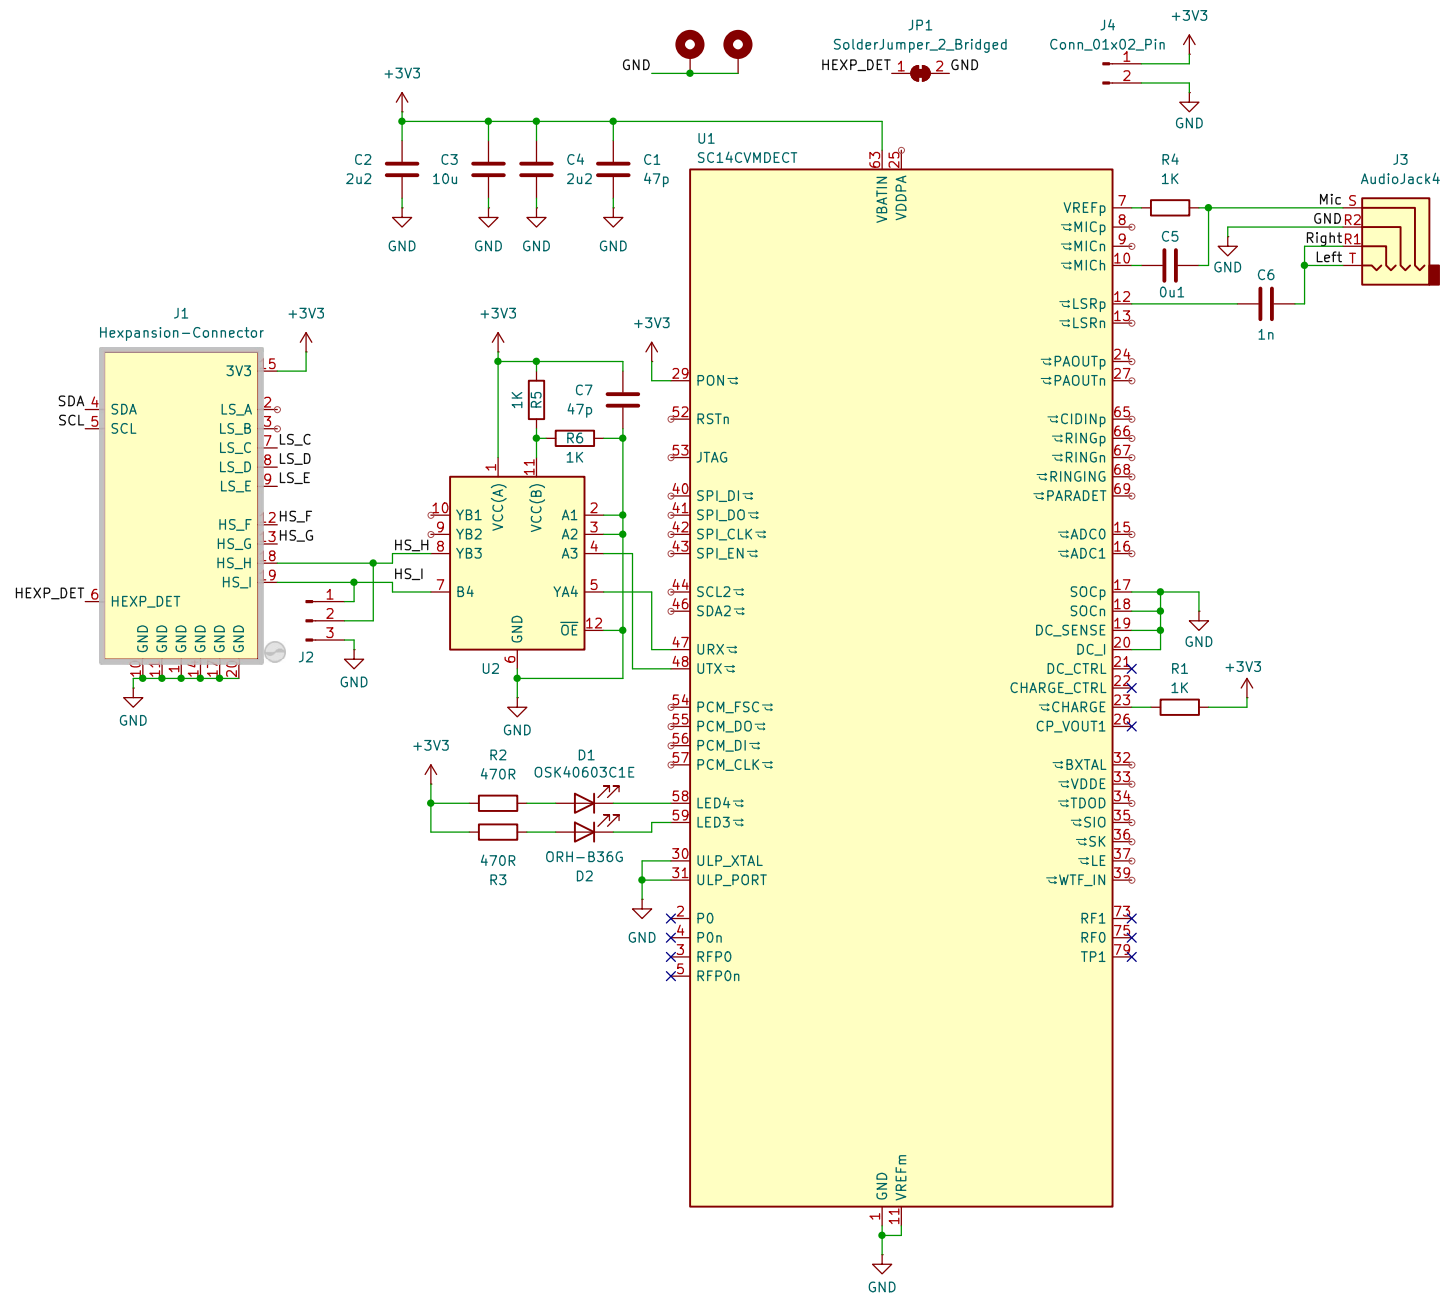 JP1
SolderJumper_2_Bridged
HEXP_DET 1 2 GND
GND
J4
Conn_01x02_Pin
+3V3
1
2
GND
+3V3
C2
2u2
C3
10u
C4
2u2
C1
47p
GND
GND
GND
GND
U1
SC14CVMDECT
63
25
VBATIN
VDDPA
VREFp 7
MICp 8
MICn 9
MICh 10
LSRp 12
LSRn 13
PAOUTp 24
PAOUTn 27
CIDINp 65
RINGp 66
RINGn 67
RINGING 68
PARADET 69
ADC0 15
ADC1 16
SOCp 17
SOCn 18
DC_SENSE 19
DC_I 20
DC_CTRL 21
CHARGE_CTRL 22
CHARGE 23
CP_VOUT1 26
BXTAL 32
VDDE 33
TDOD 34
SIO 35
SK 36
LE 37
WTF_IN 39
RF1 73
RF0 75
TP1 79
29 PON
52 RSTn
53 JTAG
40 SPI_DI
41 SPI_DO
42 SPI_CLK
43 SPI_EN
44 SCL2
46 SDA2
47 URX
48 UTX
54 PCM_FSC
55 PCM_DO
56 PCM_DI
57 PCM_CLK
58 LED4
59 LED3
30 ULP_XTAL
31 ULP_PORT
2 P0
4 P0n
3 RFP0
5 RFP0n
GND
VREFm
1
11
GND
R4
1K
C5
0u1
J3
AudioJack4
Mic S
GND R2
Right R1
Left T
GND
C6
1n
GND
R1
1K
+3V3
J1
Hexpansion-Connector
+3V3
3V3 15
SDA 4 SDA
SCL 5 SCL
LS_A 2
LS_B 3
LS_C 7 LS_C
LS_D 8 LS_D
LS_E 9 LS_E
HS_F 12 HS_F
HS_G 13 HS_G
HS_H 18
HS_I 19
HEXP_DET 6 HEXP_DET
GND GND GND GND GND GND
10 11 1 14 17 20
GND
1
2
3
J2
GND
HS_H
HS_I
+3V3
+3V3
1K
R5
C7
47p
R6
1K
1
11
VCC(A)
VCC(B)
10 YB1
9 YB2
8 YB3
7 B4
A1 2
A2 3
A3 4
YA4 5
OE 12
GND
6
U2
GND
+3V3
R2
470R
D1
OSK40603C1E
470R
R3
ORH-B36G
D2
GND